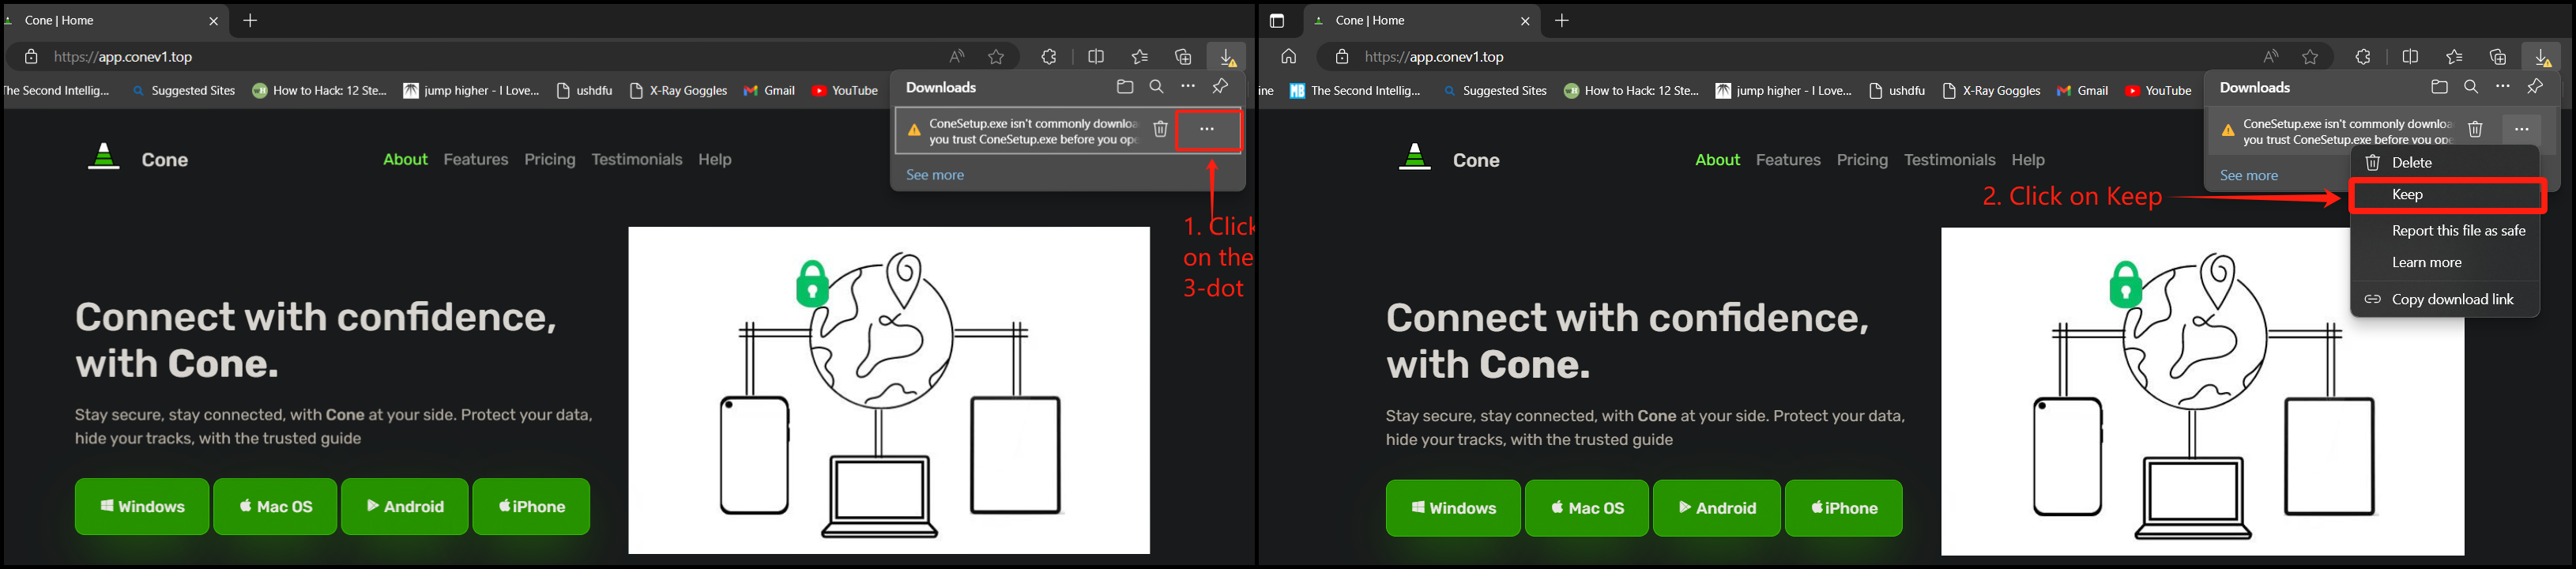 Cone | Home
https://app.conev1.top
The Second Intellig...
Suggested Sites
How to Hack: 12 Ste...
jump higher - I Love...
ushdfu
X-Ray Goggles
Gmail
YouTube
Downloads
ConeSetup.exe isn't commonly downloa
you trust ConeSetup.exe before you ope
See more
Cone
About
Features
Pricing
Testimonials
Help
1. Click
on the
3-dot
Connect with confidence,
with Cone.
Stay secure, stay connected, with Cone at your side. Protect your data,
hide your tracks, with the trusted guide
Windows
Mac OS
Android
iPhone
Cone | Home
https://app.conev1.top
ine
The Second Intellig...
Suggested Sites
How to Hack: 12 Ste...
jump higher - I Love...
ushdfu
X-Ray Goggles
Gmail
YouTube
Downloads
ConeSetup.exe isn't commonly downloa
you trust ConeSetup.exe before you ope
See more
Delete
Keep
Report this file as safe
Learn more
Copy download link
Cone
About
Features
Pricing
Testimonials
Help
2. Click on Keep
Connect with confidence,
with Cone.
Stay secure, stay connected, with Cone at your side. Protect your data,
hide your tracks, with the trusted guide
Windows
Mac OS
Android
iPhone